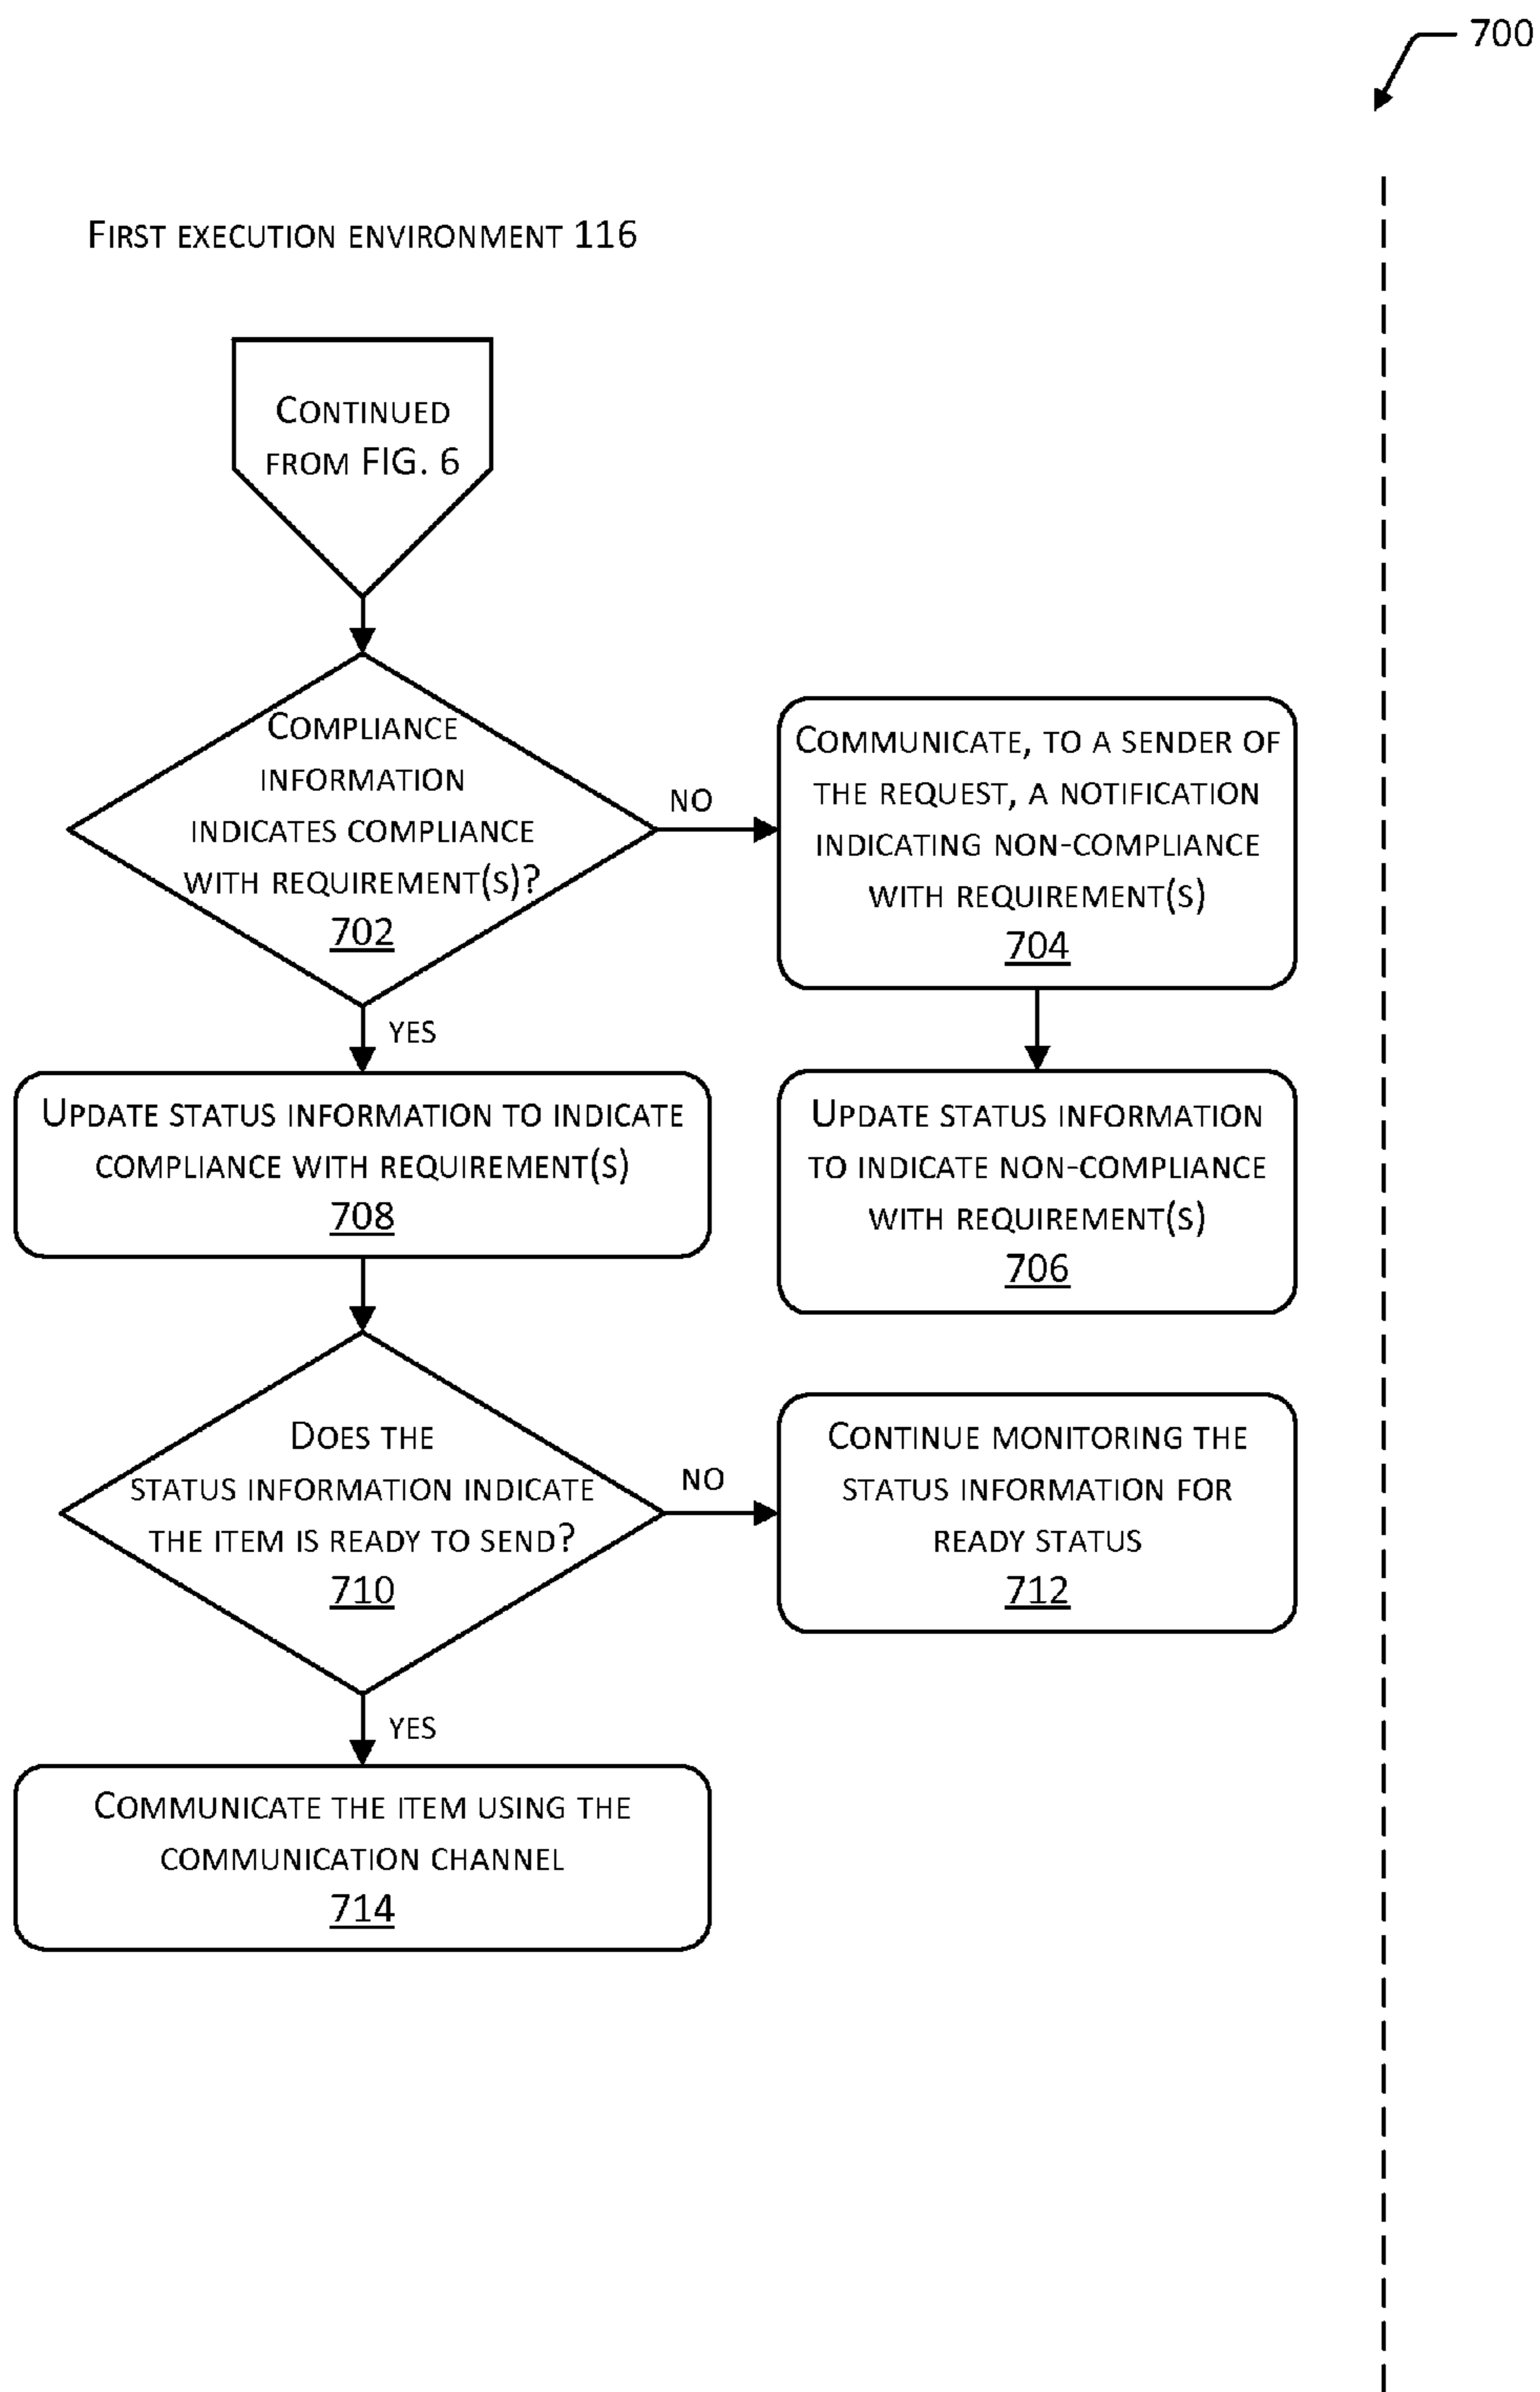 700
First execution environment 116
Continued
from FIG. 6
Compliance
information
indicates compliance
with requirement(s)?
702
no
Communicate, to a sender of
the request, a notification
indicating non-compliance
with requirement(s)
704
yes
Update status information to indicate
compliance with requirement(s)
708
Update status information
to indicate non-compliance
with requirement(s)
706
Does the
status information indicate
the item is ready to send?
710
no
Continue monitoring the
status information for
ready status
712
yes
Communicate the item using the
communication channel
714